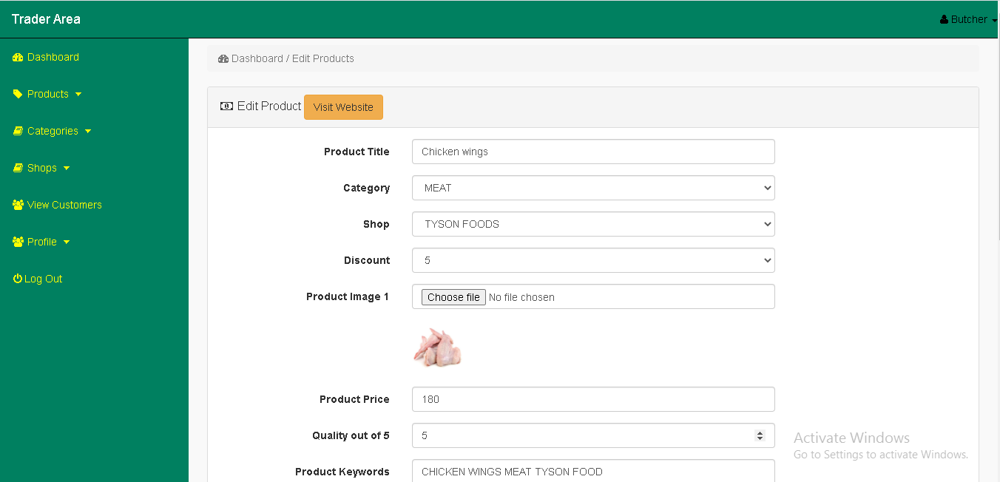 Trader Area
Butcher
Dashboard
Products
Categories
Shops
View Customers
Profile
Log Out
Dashboard / Edit Products
Edit Product Visit Website
Product Title Chicken wings
Category MEAT
Shop TYSON FOODS
Discount 5
Product Image 1 Choose file No file chosen
Product Price 180
Quality out of 5 5
Product Keywords CHICKEN WINGS MEAT TYSON FOOD
Activate Windows
Go to Settings to activate Windows.